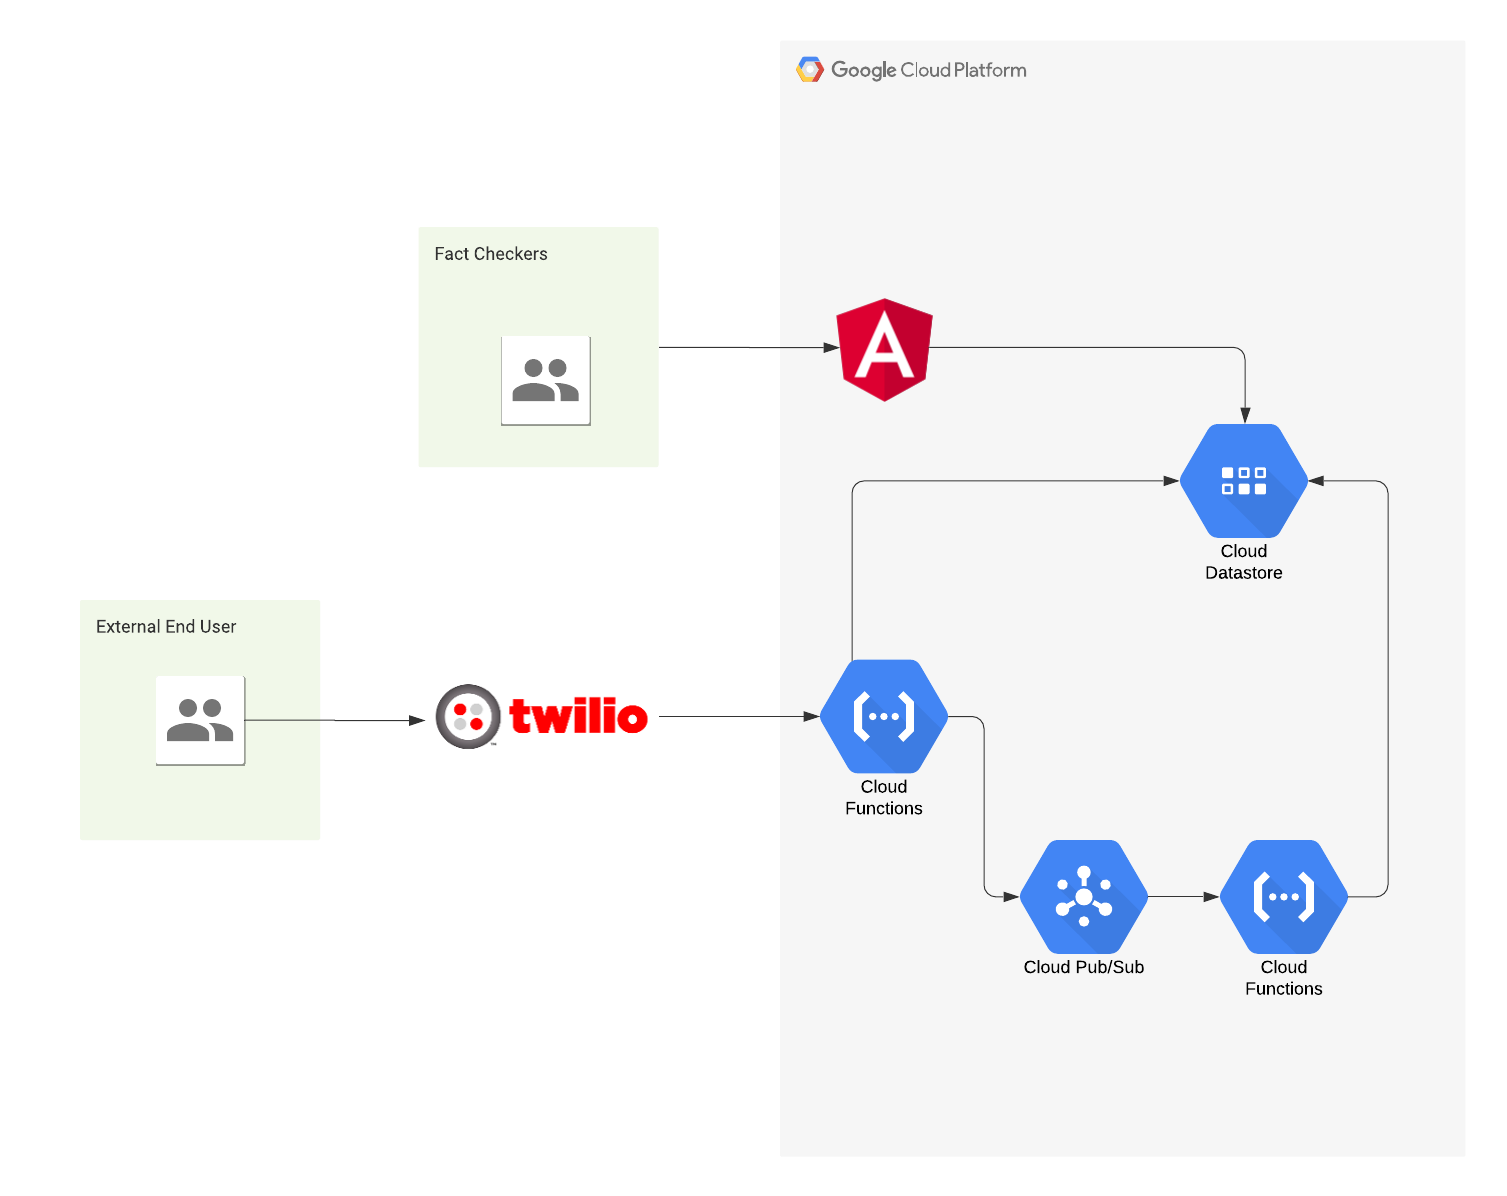 Google Cloud Platform
Fact Checkers
A
Cloud
Datastore
External End User
twilio
Cloud
Functions
Cloud Pub/Sub
Cloud
Functions